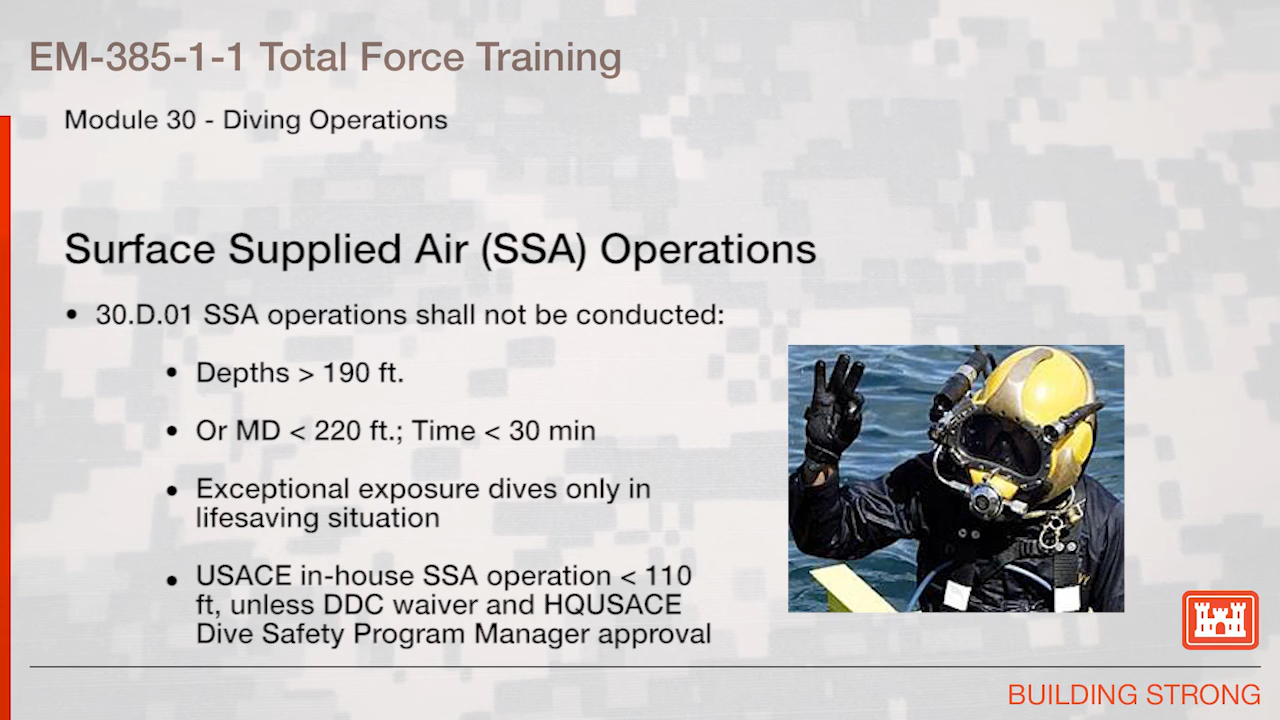 EM-385-1-1 Total Force Training
Module 30 - Diving Operations
Surface Supplied Air (SSA) Operations
• 30.D.01 SSA operations shall not be conducted:
• Depths > 190 ft.
• Or MD < 220 ft.; Time < 30 min
• Exceptional exposure dives only in
lifesaving situation
• USACE in-house SSA operation < 110
ft, unless DDC waiver and HQUSACE
Dive Safety Program Manager approval
BUILDING STRONG